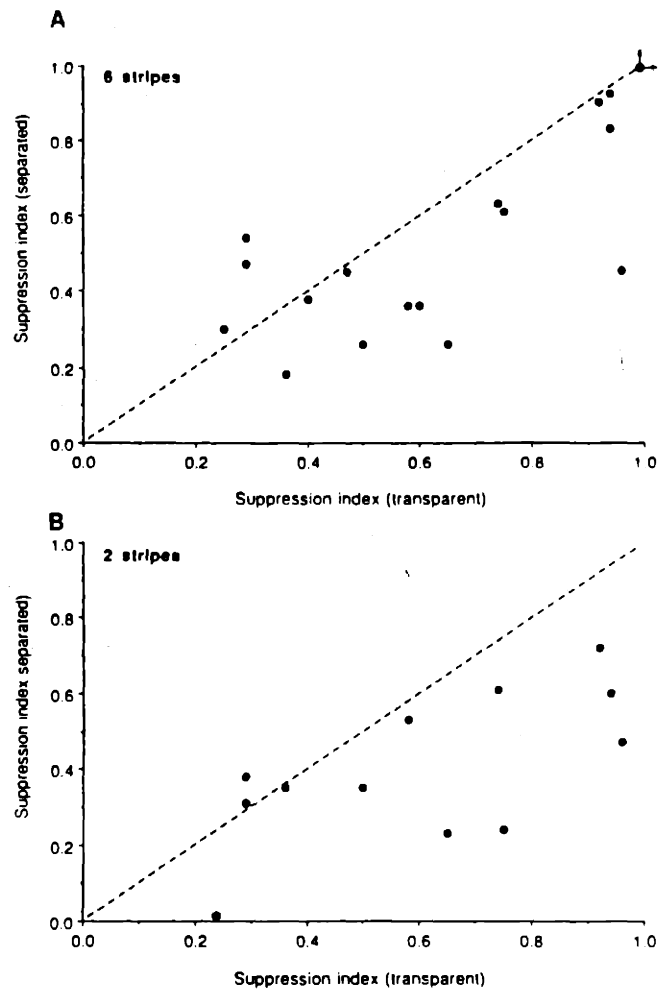 A
6 stripes
Suppression index (separated)
1.0
0.8
0.6
0.4
0.2
0.0
0.0 0.2 0.4 0.6 0.8 1.0
Suppression index (transparent)
B
2 stripes
Suppression index separated)
1.0
0.8
0.6
0.4
0.2
0.0
0.0 0.2 0.4 0.6 0.8 1.0
Suppression index (transparent)